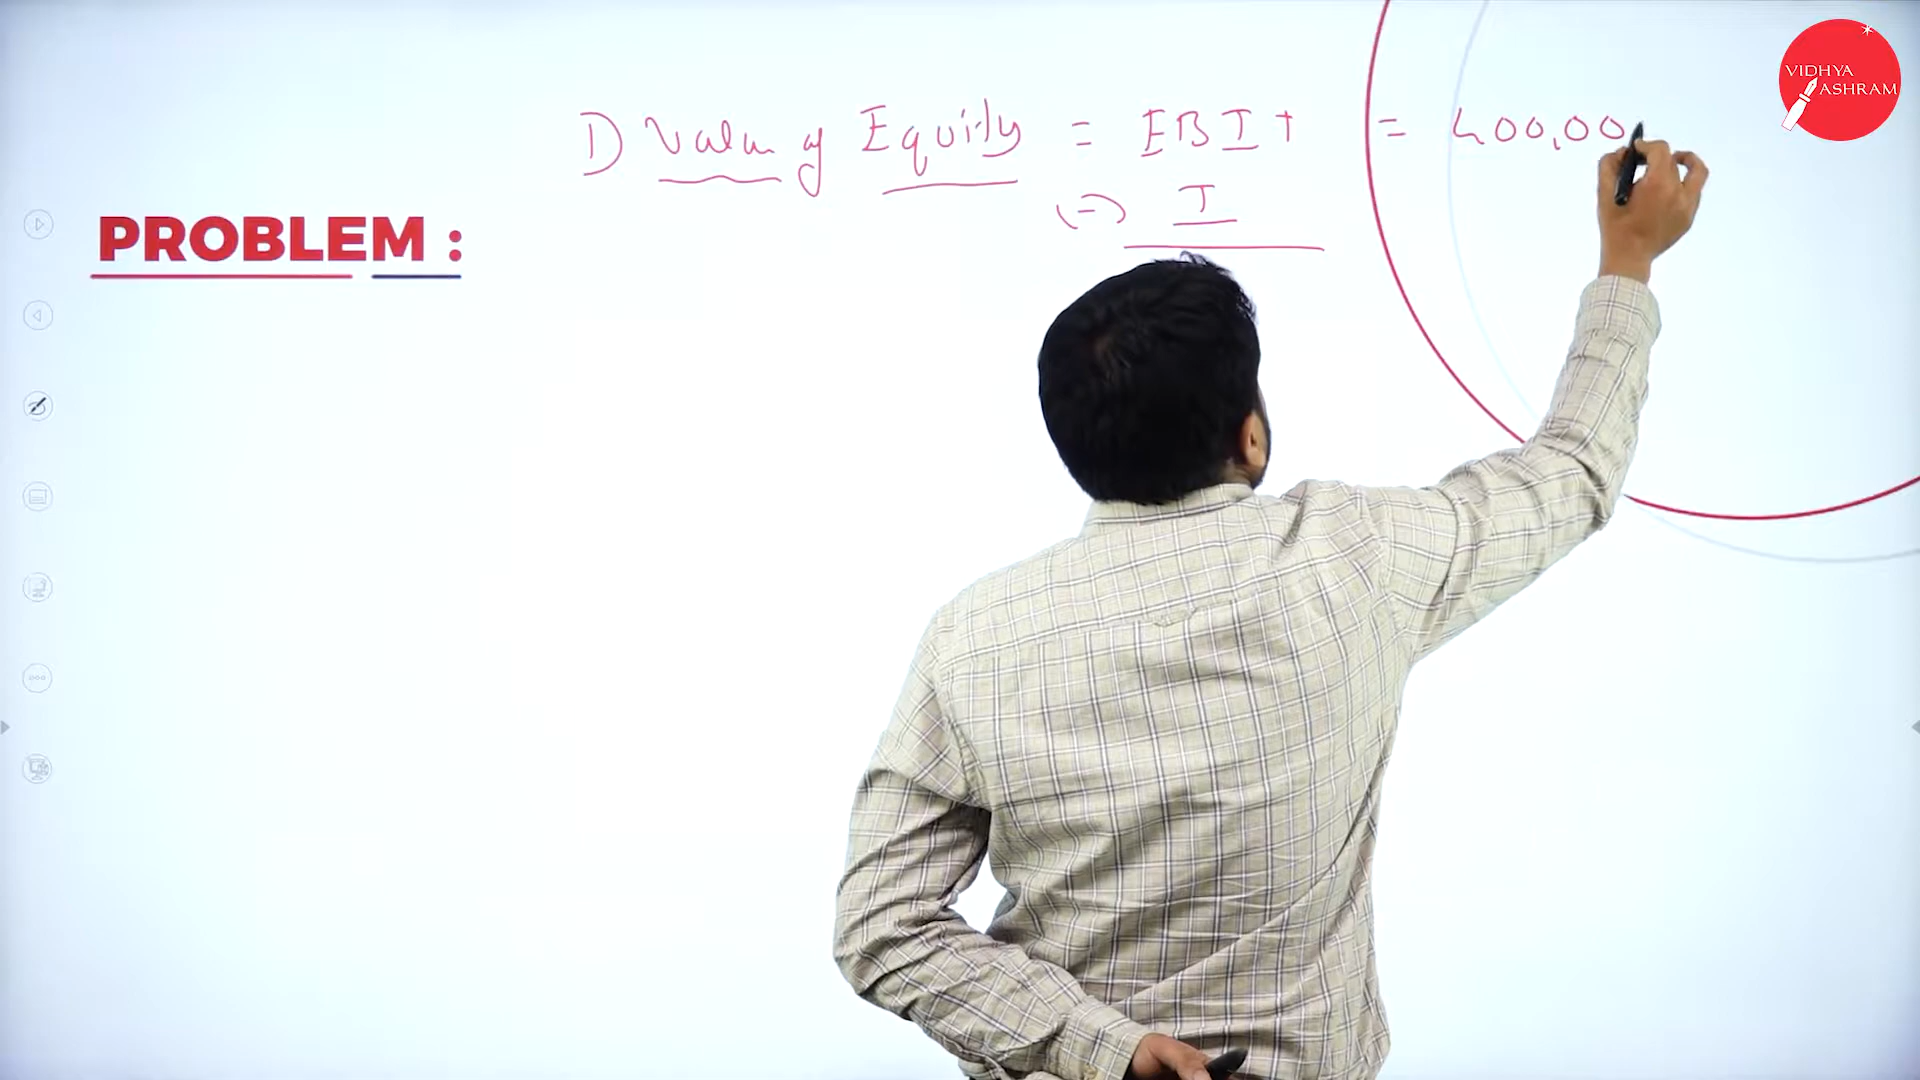 VIDHYA
ASHRAM
1) Value of Equity = EBIT = 400,00
(-) I
PROBLEM :